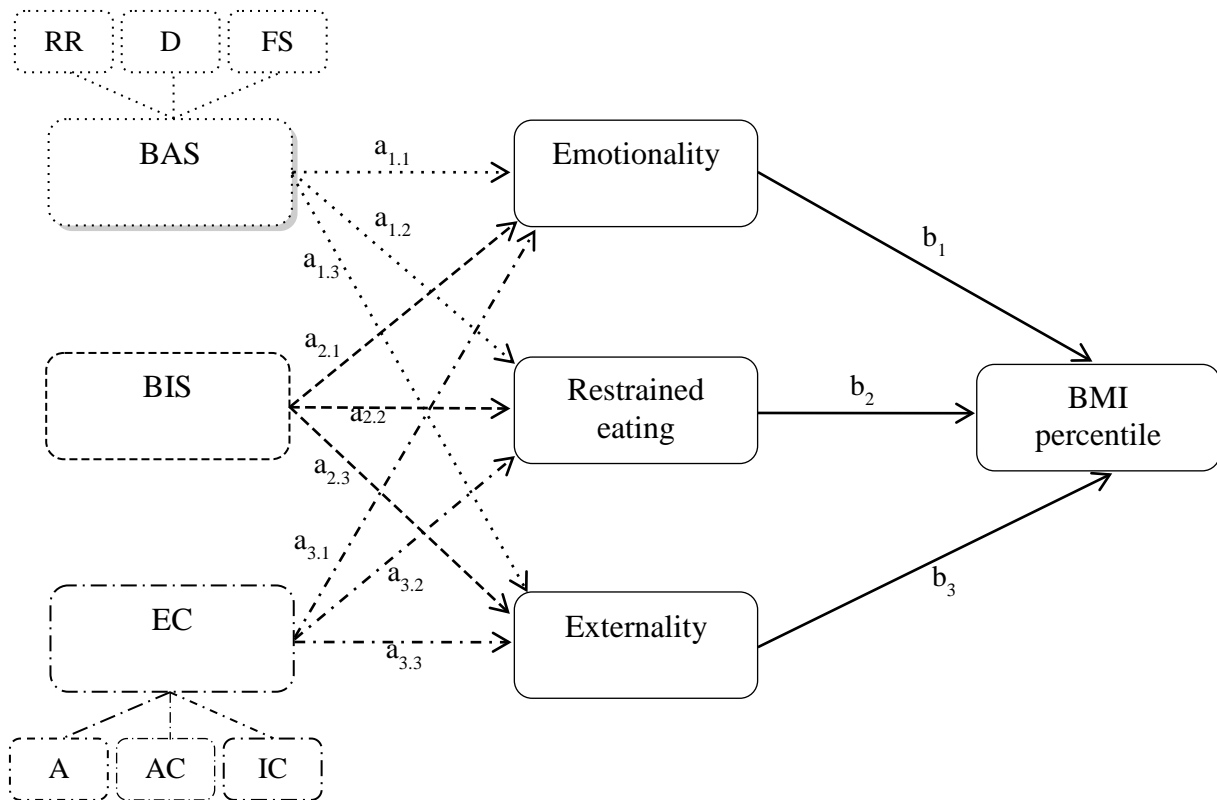 RR D FS
BAS
a1.1
Emotionality
a1.2
a1.3
b1
a2.1
BIS
a2.2
Restrained
eating
b2
BMI
percentile
a2.3
a3.1
a3.2
b3
EC
a3.3
Externality
A AC IC